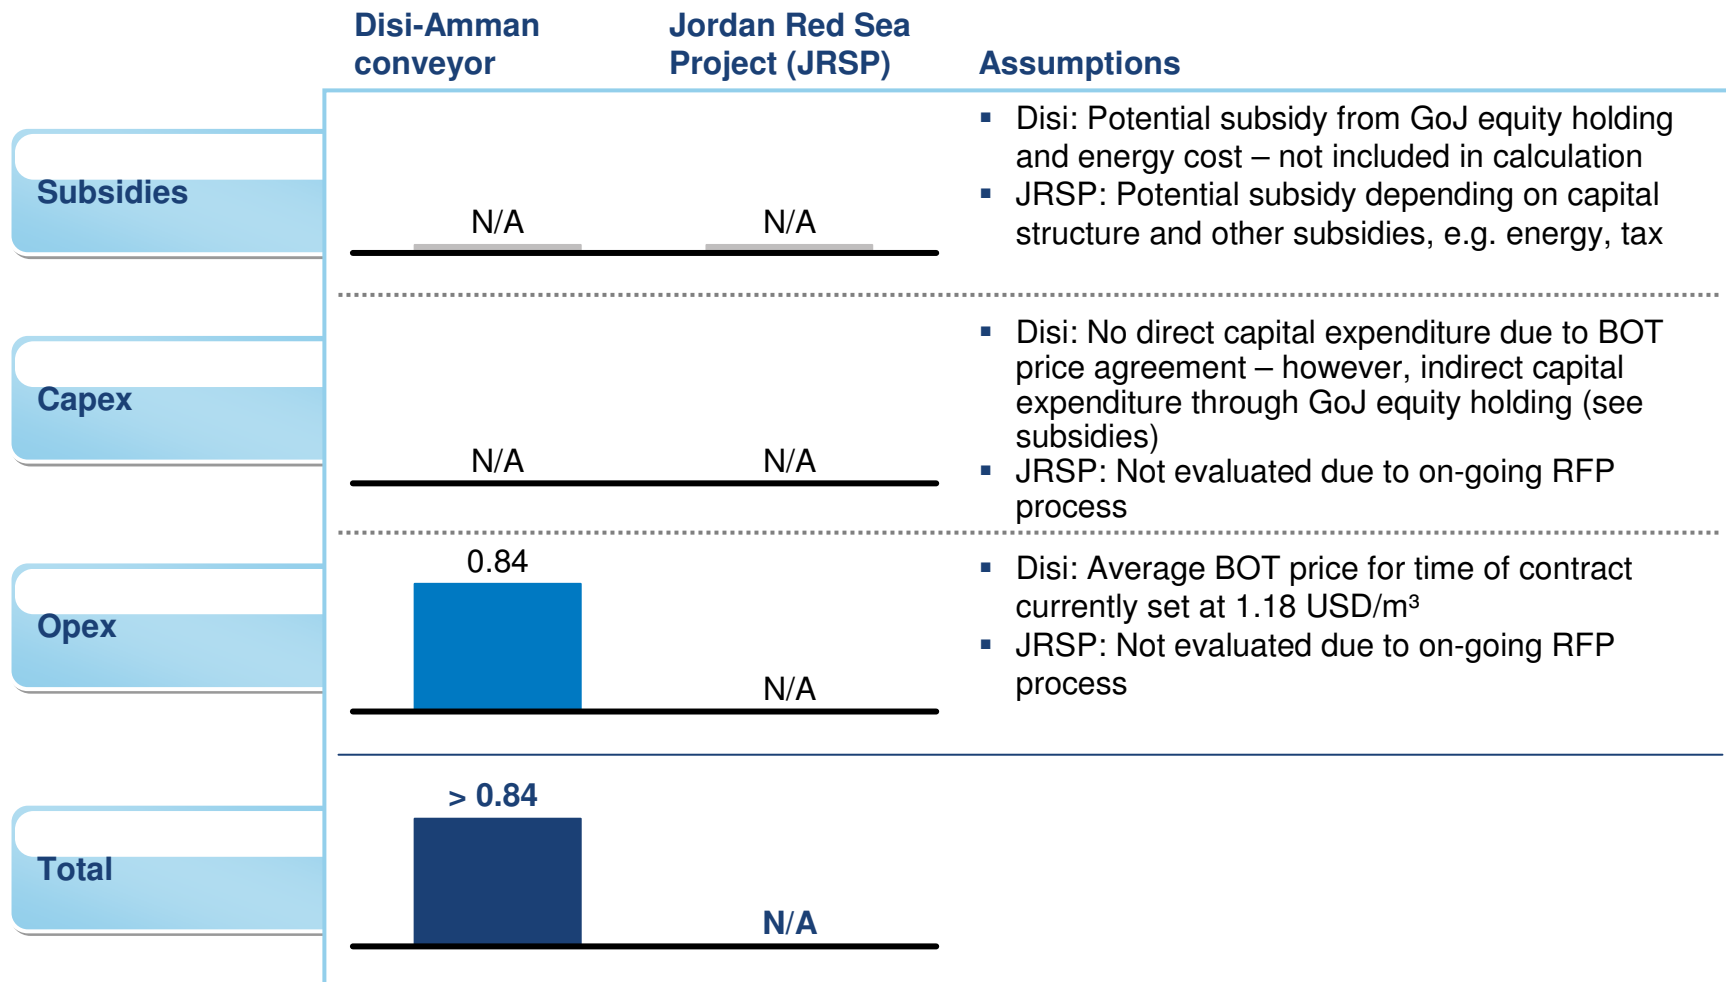 Disi-Amman
conveyor
Jordan Red Sea
Project (JRSP)
Assumptions
Subsidies
N/A
N/A
▪ Disi: Potential subsidy from GoJ equity holding
and energy cost – not included in calculation
▪ JRSP: Potential subsidy depending on capital
structure and other subsidies, e.g. energy, tax
Capex
N/A
N/A
▪ Disi: No direct capital expenditure due to BOT
price agreement – however, indirect capital
expenditure through GoJ equity holding (see
subsidies)
▪ JRSP: Not evaluated due to on-going RFP
process
Opex
0.84
N/A
▪ Disi: Average BOT price for time of contract
currently set at 1.18 USD/m³
▪ JRSP: Not evaluated due to on-going RFP
process
Total
> 0.84
N/A